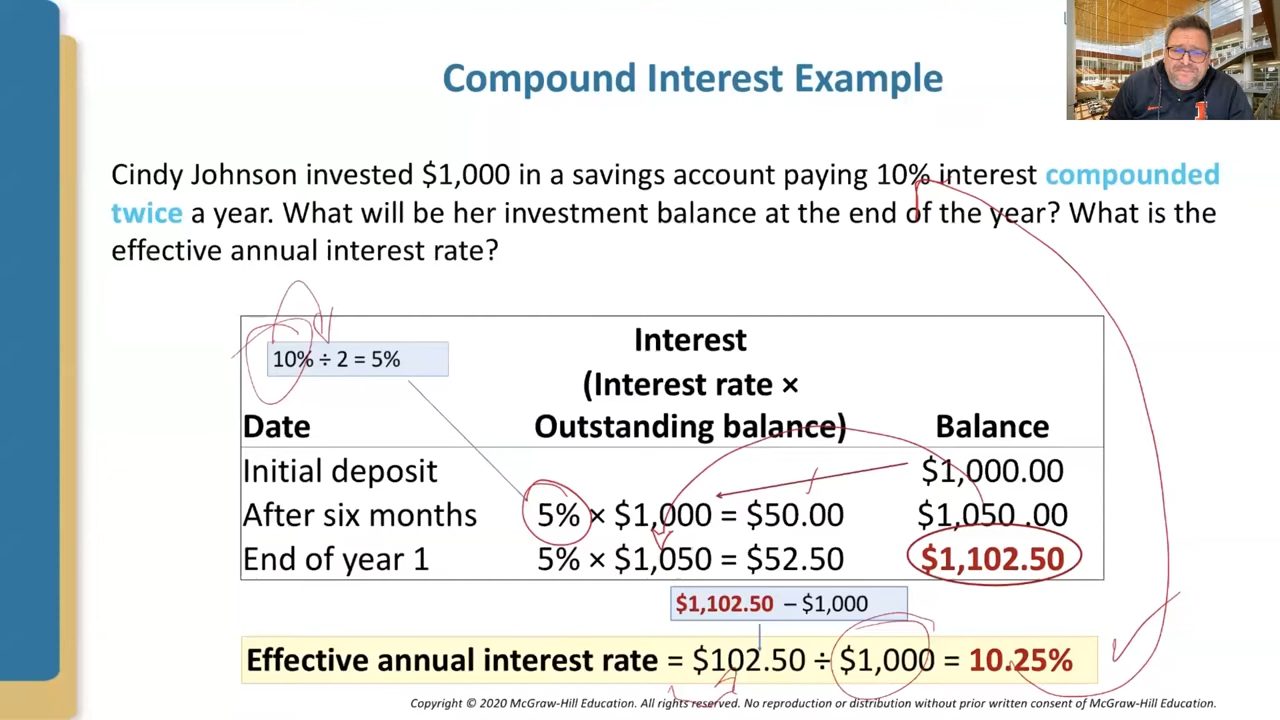 Compound Interest Example
Cindy Johnson invested $1,000 in a savings account paying 10% interest compounded
twice a year. What will be her investment balance at the end of the year? What is the
effective annual interest rate?
10% ÷ 2 = 5%
Interest
(Interest rate ×
Date Outstanding balance) Balance
Initial deposit $1,000.00
After six months 5% × $1,000 = $50.00 $1,050 .00
End of year 1 5% × $1,050 = $52.50 $1,102.50
$1,102.50 – $1,000
Effective annual interest rate = $102.50 ÷ $1,000 = 10.25%
Copyright © 2020 McGraw-Hill Education. All rights reserved. No reproduction or distribution without prior written consent of McGraw-Hill Education.